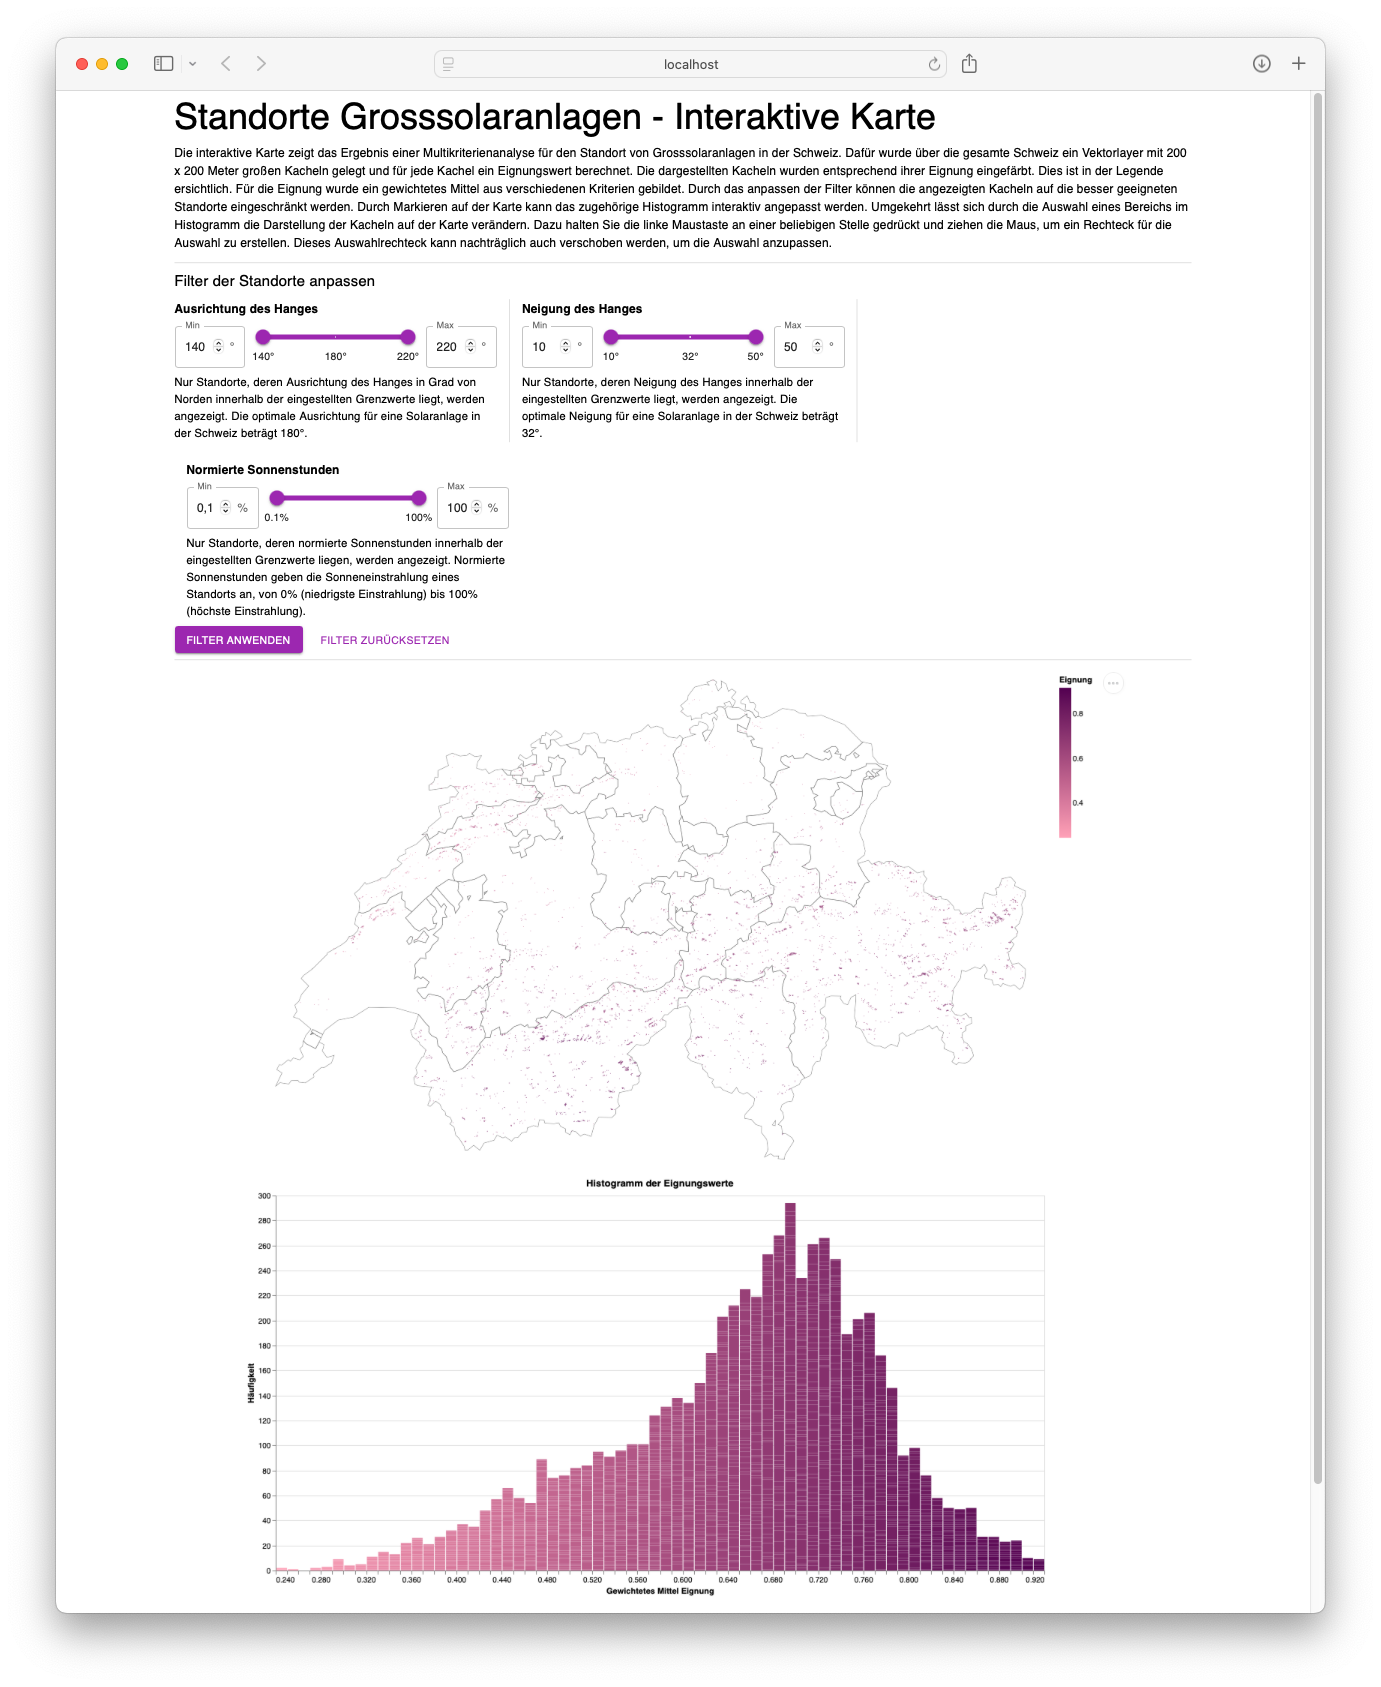 localhost
Standorte Grosssolaranlagen - Interaktive Karte
Die interaktive Karte zeigt das Ergebnis einer Multikriterienanalyse für den Standort von Grosssolaranlagen in der Schweiz. Dafür wurde über die gesamte Schweiz ein Vektorlayer mit 200
x 200 Meter großen Kacheln gelegt und für jede Kachel ein Eignungswert berechnet. Die dargestellten Kacheln wurden entsprechend ihrer Eignung eingefärbt. Dies ist in der Legende
ersichtlich. Für die Eignung wurde ein gewichtetes Mittel aus verschiedenen Kriterien gebildet. Durch das anpassen der Filter können die angezeigten Kacheln auf die besser geeigneten
Standorte eingeschränkt werden. Durch Markieren auf der Karte kann das zugehörige Histogramm interaktiv angepasst werden. Umgekehrt lässt sich durch die Auswahl eines Bereichs im
Histogramm die Darstellung der Kacheln auf der Karte verändern. Dazu halten Sie die linke Maustaste an einer beliebigen Stelle gedrückt und ziehen die Maus, um ein Rechteck für die
Auswahl zu erstellen. Dieses Auswahlrechteck kann nachträglich auch verschoben werden, um die Auswahl anzupassen.
Filter der Standorte anpassen
Ausrichtung des Hanges
Min
140 °
140° 180° 220°
Max
220 °
Nur Standorte, deren Ausrichtung des Hanges in Grad von
Norden innerhalb der eingestellten Grenzwerte liegt, werden
angezeigt. Die optimale Ausrichtung für eine Solaranlage in
der Schweiz beträgt 180°.
Neigung des Hanges
Min
10 °
10° 32° 50°
Max
50 °
Nur Standorte, deren Neigung des Hanges innerhalb der
eingestellten Grenzwerte liegt, werden angezeigt. Die
optimale Neigung für eine Solaranlage in der Schweiz beträgt
32°.
Normierte Sonnenstunden
Min
0,1 %
0.1% 100%
Max
100 %
Nur Standorte, deren normierte Sonnenstunden innerhalb der
eingestellten Grenzwerte liegen, werden angezeigt. Normierte
Sonnenstunden geben die Sonneneinstrahlung eines
Standorts an, von 0% (niedrigste Einstrahlung) bis 100%
(höchste Einstrahlung).
FILTER ANWENDEN FILTER ZURÜCKSETZEN
Eignung
0.8
0.6
0.4
Histogramm der Eignungswerte
300
280
260
240
220
200
180
160
140
120
100
80
60
40
20
0
Häufigkeit
0.240 0.280 0.320 0.360 0.400 0.440 0.480 0.520 0.560 0.600 0.640 0.680 0.720 0.760 0.800 0.840 0.880 0.920
Gewichtetes Mittel Eignung